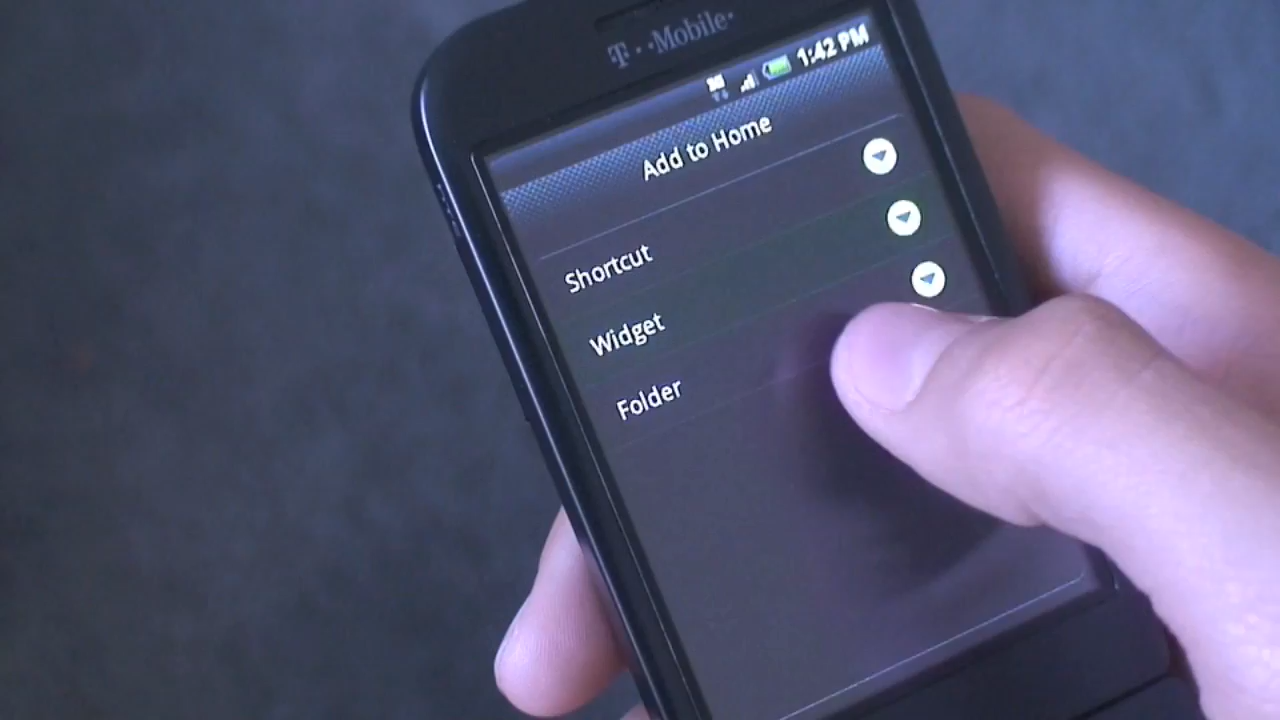 T··Mobile·
1:42 PM
Add to Home
Shortcut
Widget
Folder